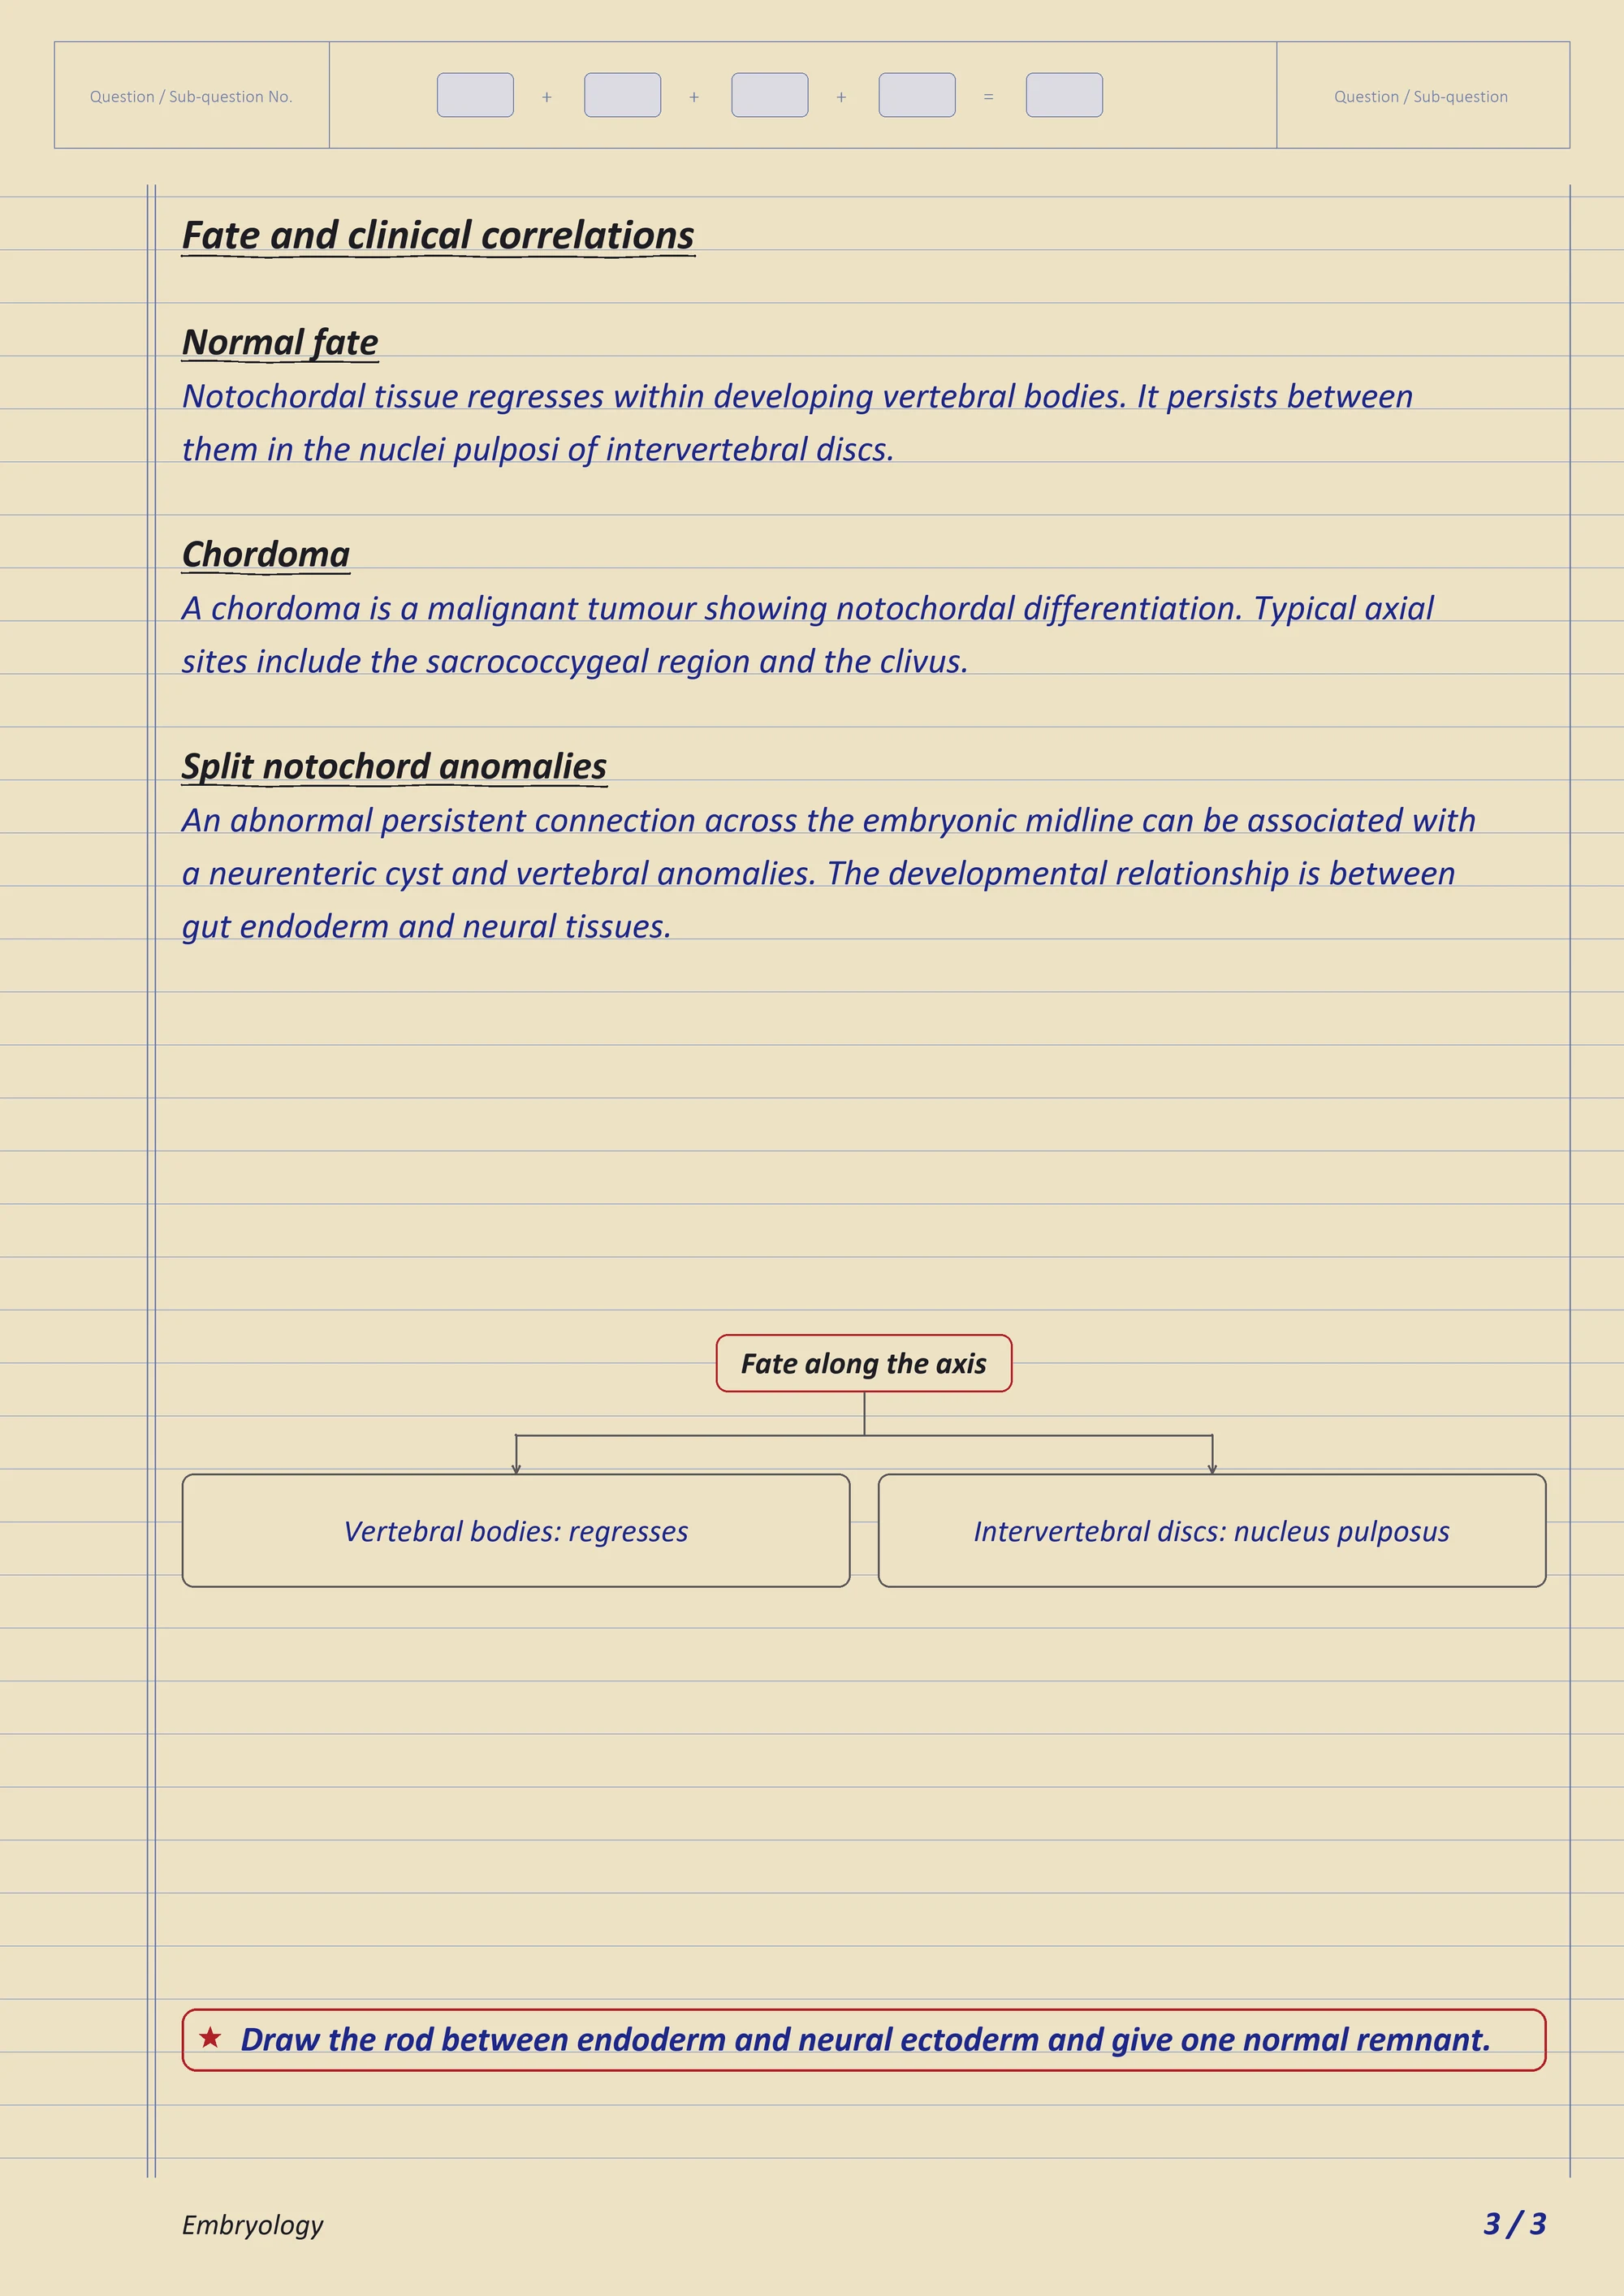 Question / Sub-question No.
+ + + =
Question / Sub-question
Fate and clinical correlations
Normal fate
Notochordal tissue regresses within developing vertebral bodies. It persists between
them in the nuclei pulposi of intervertebral discs.
Chordoma
A chordoma is a malignant tumour showing notochordal differentiation. Typical axial
sites include the sacrococcygeal region and the clivus.
Split notochord anomalies
An abnormal persistent connection across the embryonic midline can be associated with
a neurenteric cyst and vertebral anomalies. The developmental relationship is between
gut endoderm and neural tissues.
Fate along the axis
Vertebral bodies: regresses
Intervertebral discs: nucleus pulposus
★ Draw the rod between endoderm and neural ectoderm and give one normal remnant.
Embryology
3 / 3